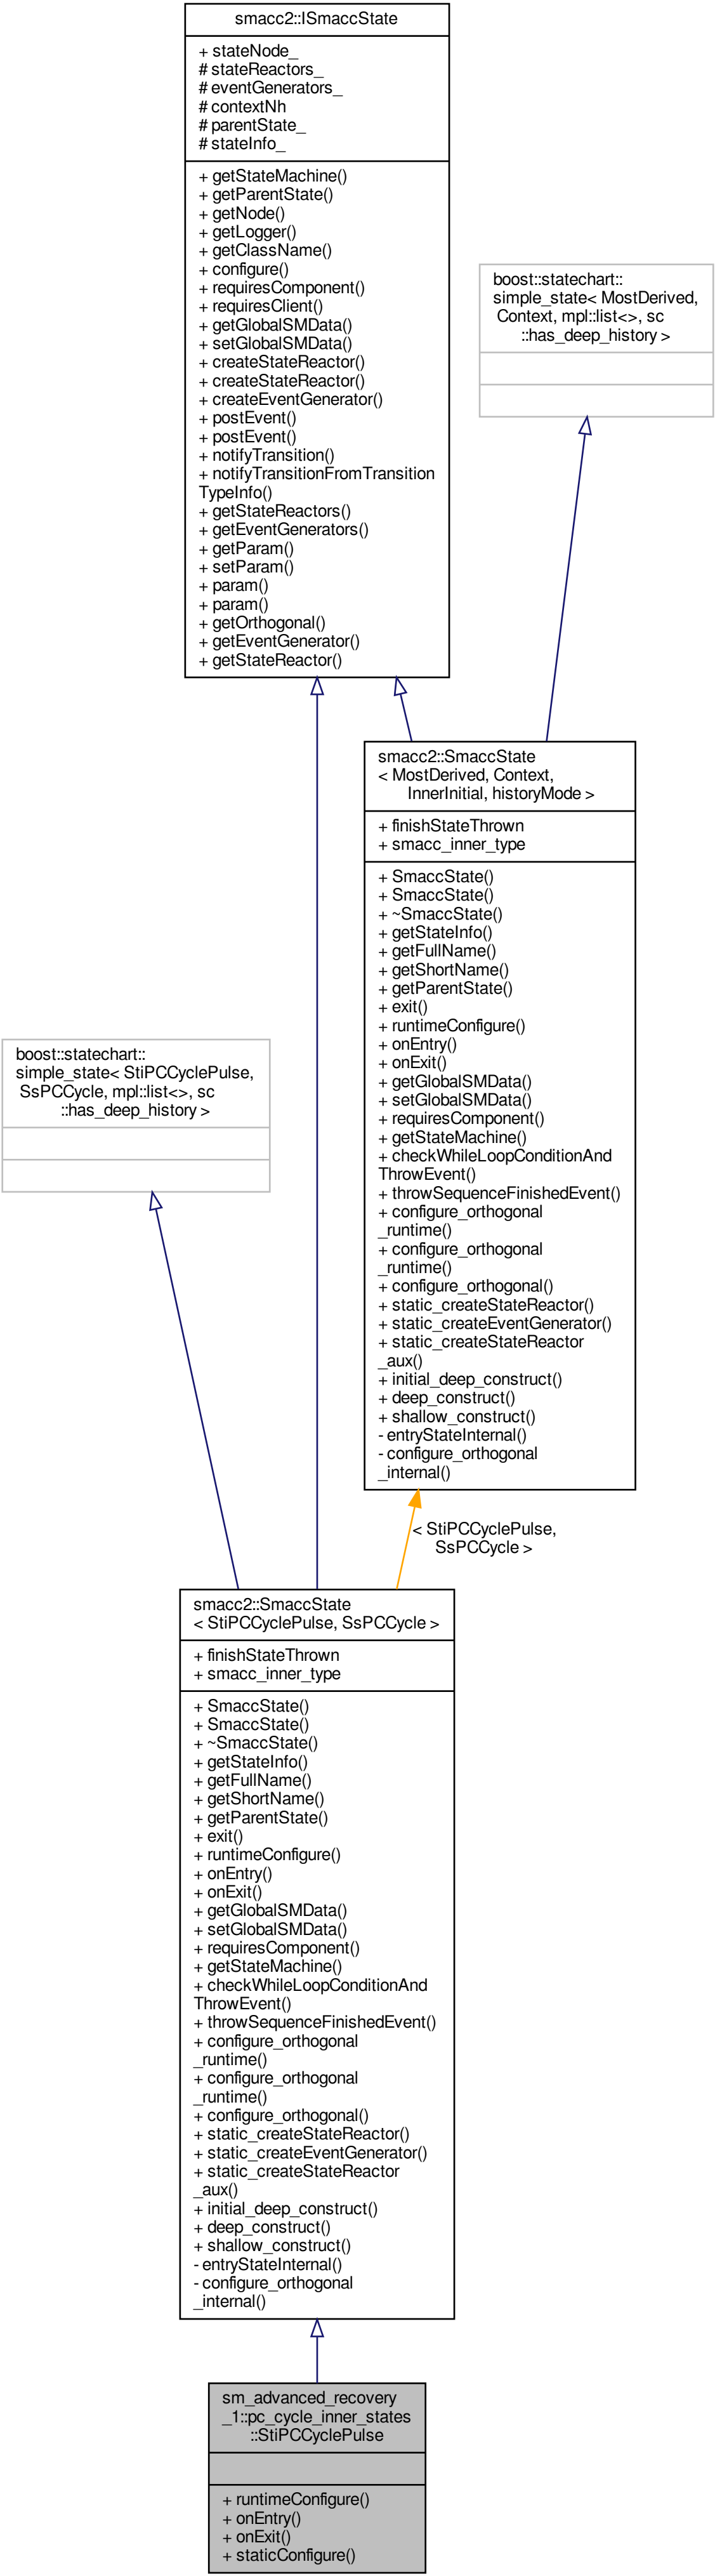 smacc2::ISmaccState
+ stateNode_
# stateReactors_
# eventGenerators_
# contextNh
# parentState_
# stateInfo_
+ getStateMachine()
+ getParentState()
+ getNode()
+ getLogger()
+ getClassName()
+ configure()
+ requiresComponent()
+ requiresClient()
+ getGlobalSMData()
+ setGlobalSMData()
+ createStateReactor()
+ createStateReactor()
+ createEventGenerator()
+ postEvent()
+ postEvent()
+ notifyTransition()
+ notifyTransitionFromTransition
TypeInfo()
+ getStateReactors()
+ getEventGenerators()
+ getParam()
+ setParam()
+ param()
+ param()
+ getOrthogonal()
+ getEventGenerator()
+ getStateReactor()
boost::statechart::
simple_state< MostDerived,
Context, mpl::list<>, sc
::has_deep_history >
smacc2::SmaccState
< MostDerived, Context,
InnerInitial, historyMode >
+ finishStateThrown
+ smacc_inner_type
+ SmaccState()
+ SmaccState()
+ ~SmaccState()
+ getStateInfo()
+ getFullName()
+ getShortName()
+ getParentState()
+ exit()
+ runtimeConfigure()
+ onEntry()
+ onExit()
+ getGlobalSMData()
+ setGlobalSMData()
+ requiresComponent()
+ getStateMachine()
+ checkWhileLoopConditionAnd
ThrowEvent()
+ throwSequenceFinishedEvent()
+ configure_orthogonal
_runtime()
+ configure_orthogonal
_runtime()
+ configure_orthogonal()
+ static_createStateReactor()
+ static_createEventGenerator()
+ static_createStateReactor
_aux()
+ initial_deep_construct()
+ deep_construct()
+ shallow_construct()
- entryStateInternal()
- configure_orthogonal
_internal()
boost::statechart::
simple_state< StiPCCyclePulse,
SsPCCycle, mpl::list<>, sc
::has_deep_history >
< StiPCCyclePulse,
SsPCCycle >
smacc2::SmaccState
< StiPCCyclePulse, SsPCCycle >
+ finishStateThrown
+ smacc_inner_type
+ SmaccState()
+ SmaccState()
+ ~SmaccState()
+ getStateInfo()
+ getFullName()
+ getShortName()
+ getParentState()
+ exit()
+ runtimeConfigure()
+ onEntry()
+ onExit()
+ getGlobalSMData()
+ setGlobalSMData()
+ requiresComponent()
+ getStateMachine()
+ checkWhileLoopConditionAnd
ThrowEvent()
+ throwSequenceFinishedEvent()
+ configure_orthogonal
_runtime()
+ configure_orthogonal
_runtime()
+ configure_orthogonal()
+ static_createStateReactor()
+ static_createEventGenerator()
+ static_createStateReactor
_aux()
+ initial_deep_construct()
+ deep_construct()
+ shallow_construct()
- entryStateInternal()
- configure_orthogonal
_internal()
sm_advanced_recovery
_1::pc_cycle_inner_states
::StiPCCyclePulse
+ runtimeConfigure()
+ onEntry()
+ onExit()
+ staticConfigure()